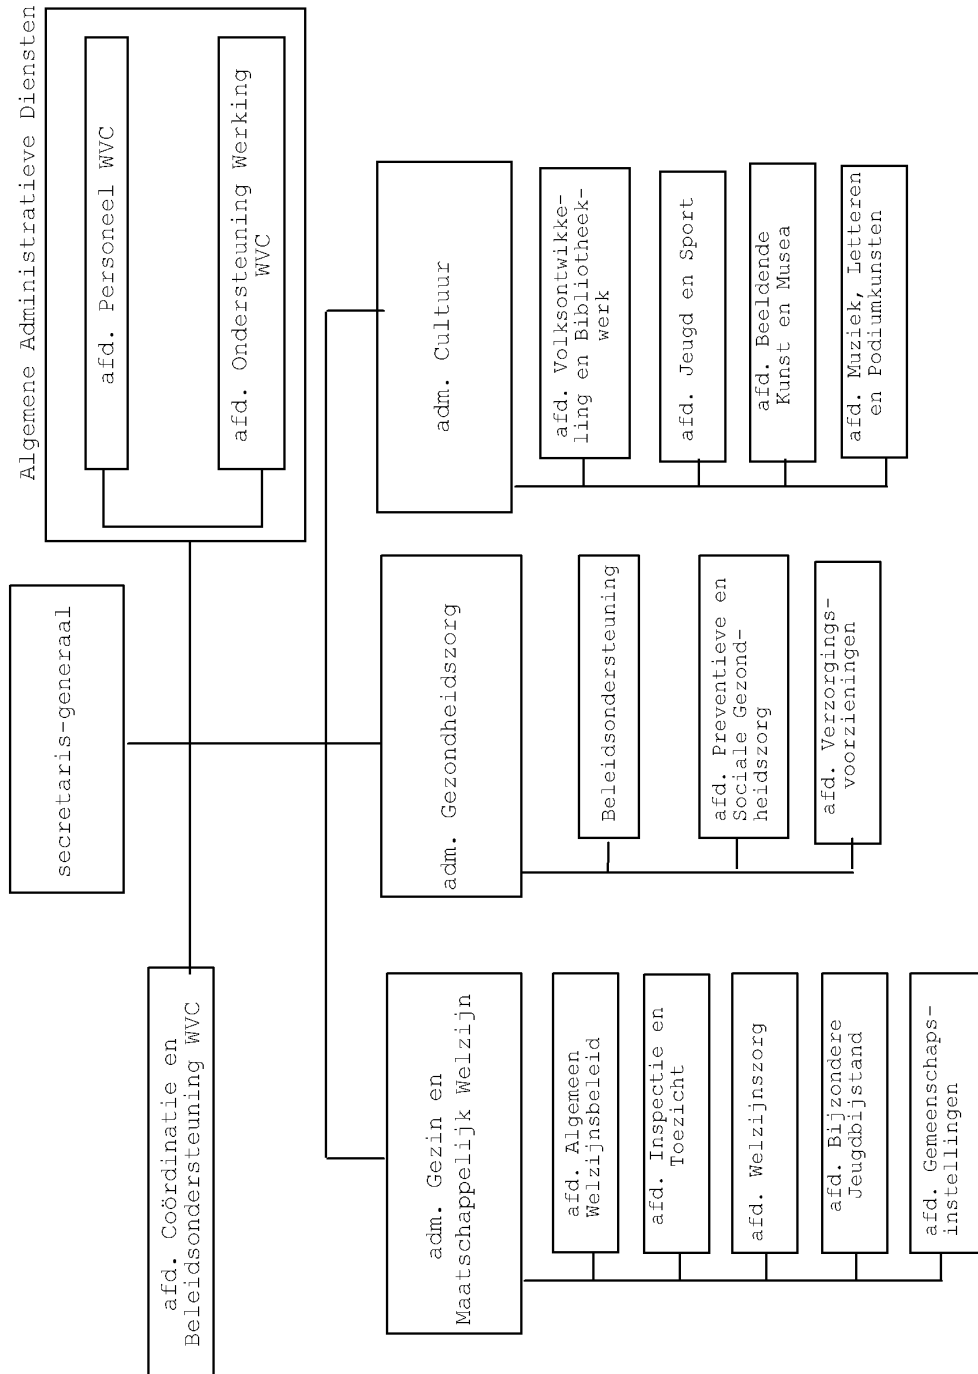 secretaris-generaal
afd. Coördinatie en
Beleidsondersteuning WVC
Algemene Administratieve Diensten
afd. Personeel WVC
afd. Ondersteuning Werking
WVC
adm. Gezin en
Maatschappelijk Welzijn
afd. Algemeen
Welzijnsbeleid
afd. Inspectie en
Toezicht
afd. Welzijnszorg
afd. Bijzondere
Jeugdbijstand
afd. Gemeenschaps-
instellingen
adm. Gezondheidszorg
Beleidsondersteuning
afd. Preventieve en
Sociale Gezond-
heidszorg
afd. Verzorgings-
voorzieningen
adm. Cultuur
afd. Volksontwikke-
ling en Bibliotheek-
werk
afd. Jeugd en Sport
afd. Beeldende
Kunst en Musea
afd. Muziek, Letteren
en Podiumkunsten